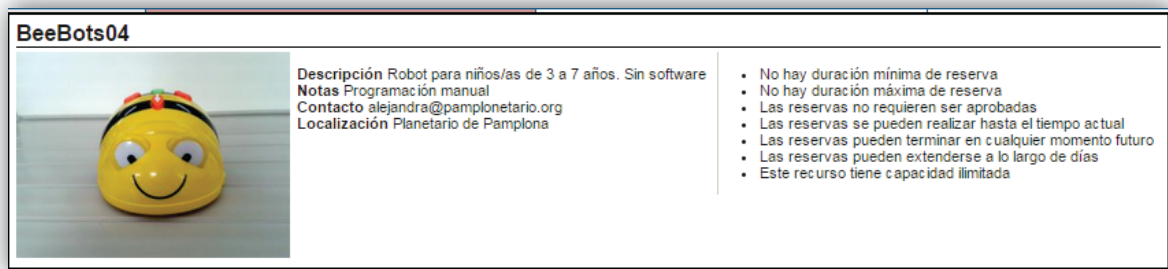 BeeBots04
Descripción Robot para niños/as de 3 a 7 años. Sin software
Notas Programación manual
Contacto alejandra@pamplonetario.org
Localización Planetario de Pamplona
No hay duración mínima de reserva
No hay duración máxima de reserva
Las reservas no requieren ser aprobadas
Las reservas se pueden realizar hasta el tiempo actual
Las reservas pueden terminar en cualquier momento futuro
Las reservas pueden extenderse a lo largo de días
Este recurso tiene capacidad ilimitada